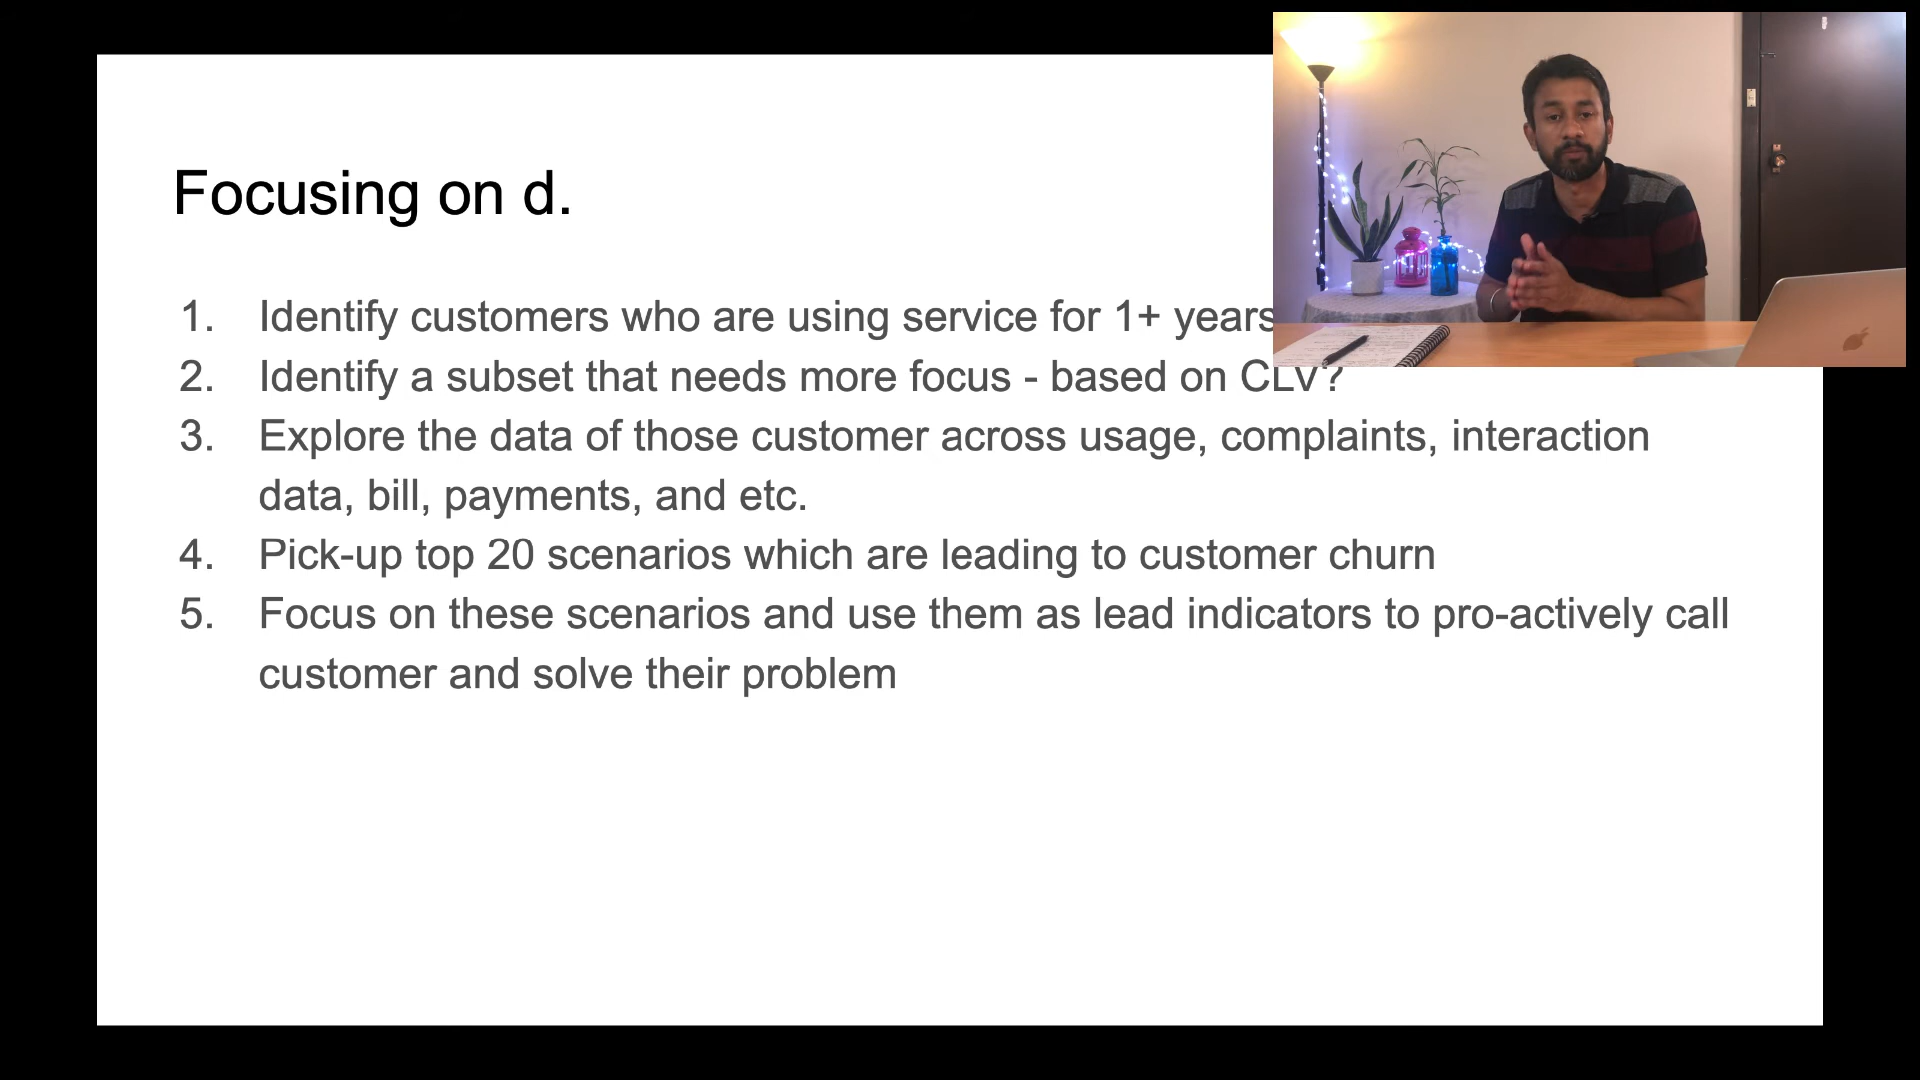 Focusing on d.
1. Identify customers who are using service for 1+ years
2. Identify a subset that needs more focus - based on CLV?
3. Explore the data of those customer across usage, complaints, interaction
data, bill, payments, and etc.
4. Pick-up top 20 scenarios which are leading to customer churn
5. Focus on these scenarios and use them as lead indicators to pro-actively call
customer and solve their problem